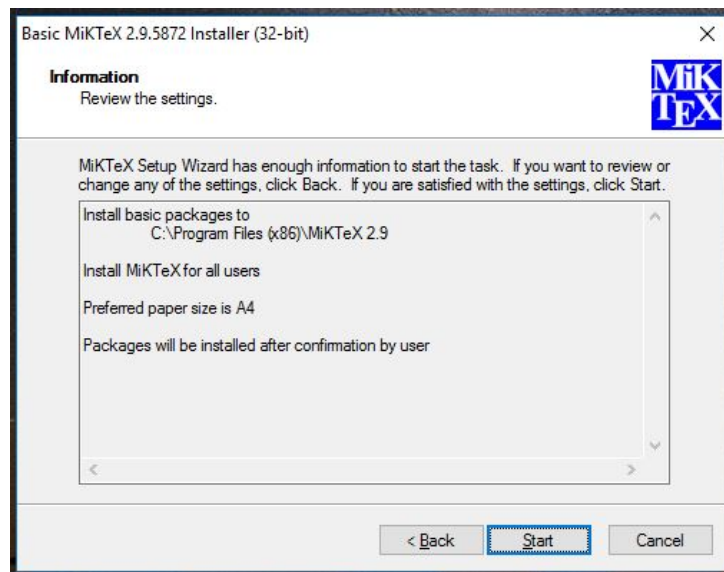 Basic MiKTeX 2.9.5872 Installer (32-bit)
Information
Review the settings.
MiK
TEX
MiKTeX Setup Wizard has enough information to start the task. If you want to review or
change any of the settings, click Back. If you are satisfied with the settings, click Start.
Install basic packages to
C:\Program Files (x86)\MiKTeX 2.9
Install MiKTeX for all users
Preferred paper size is A4
Packages will be installed after confirmation by user
< Back
Start
Cancel